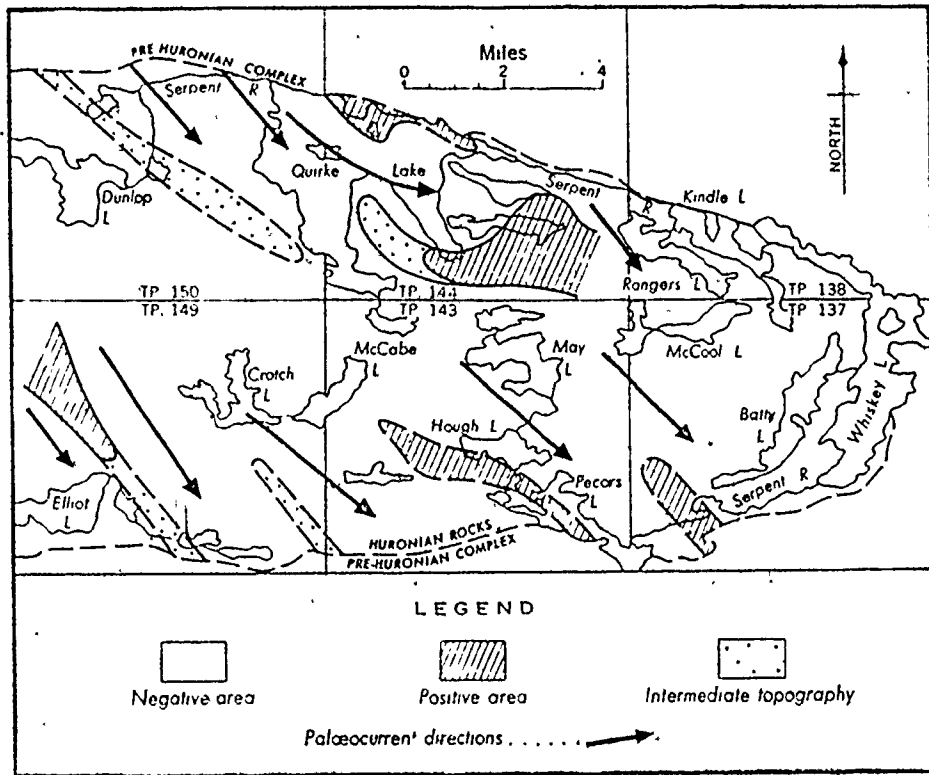 PRE HURONIAN COMPLEX
Miles
0 2 4
NORTH
Serpent R
Quirke Lake
Serpent R
Kindle L
Dunlop L
Rangers L
TP 150
TP 144
TP 138
TP. 149
TP 143
TP 137
McCabe L
May L
McCool L
Crotch L
Hough L
Batty L
Whiskey L
Elliot L
Pecors L
Serpent R
HURONIAN ROCKS
PRE-HURONIAN COMPLEX
LEGEND
Negative area
Positive area
Intermediate topography
Palæocurrent directions . . . . . .